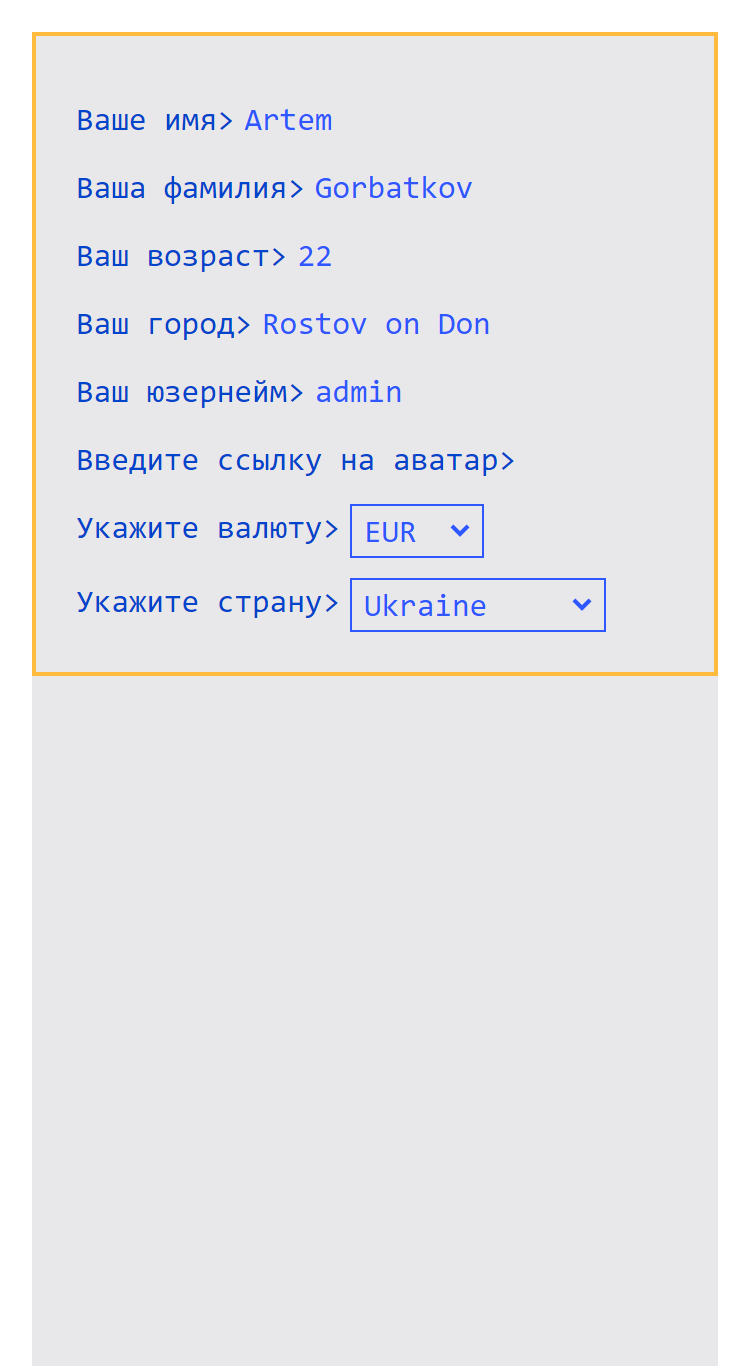 Ваше имя> Artem
Ваша фамилия> Gorbatkov
Ваш возраст> 22
Ваш город> Rostov on Don
Ваш юзернейм> admin
Введите ссылку на аватар>
Укажите валюту> EUR
Укажите страну> Ukraine